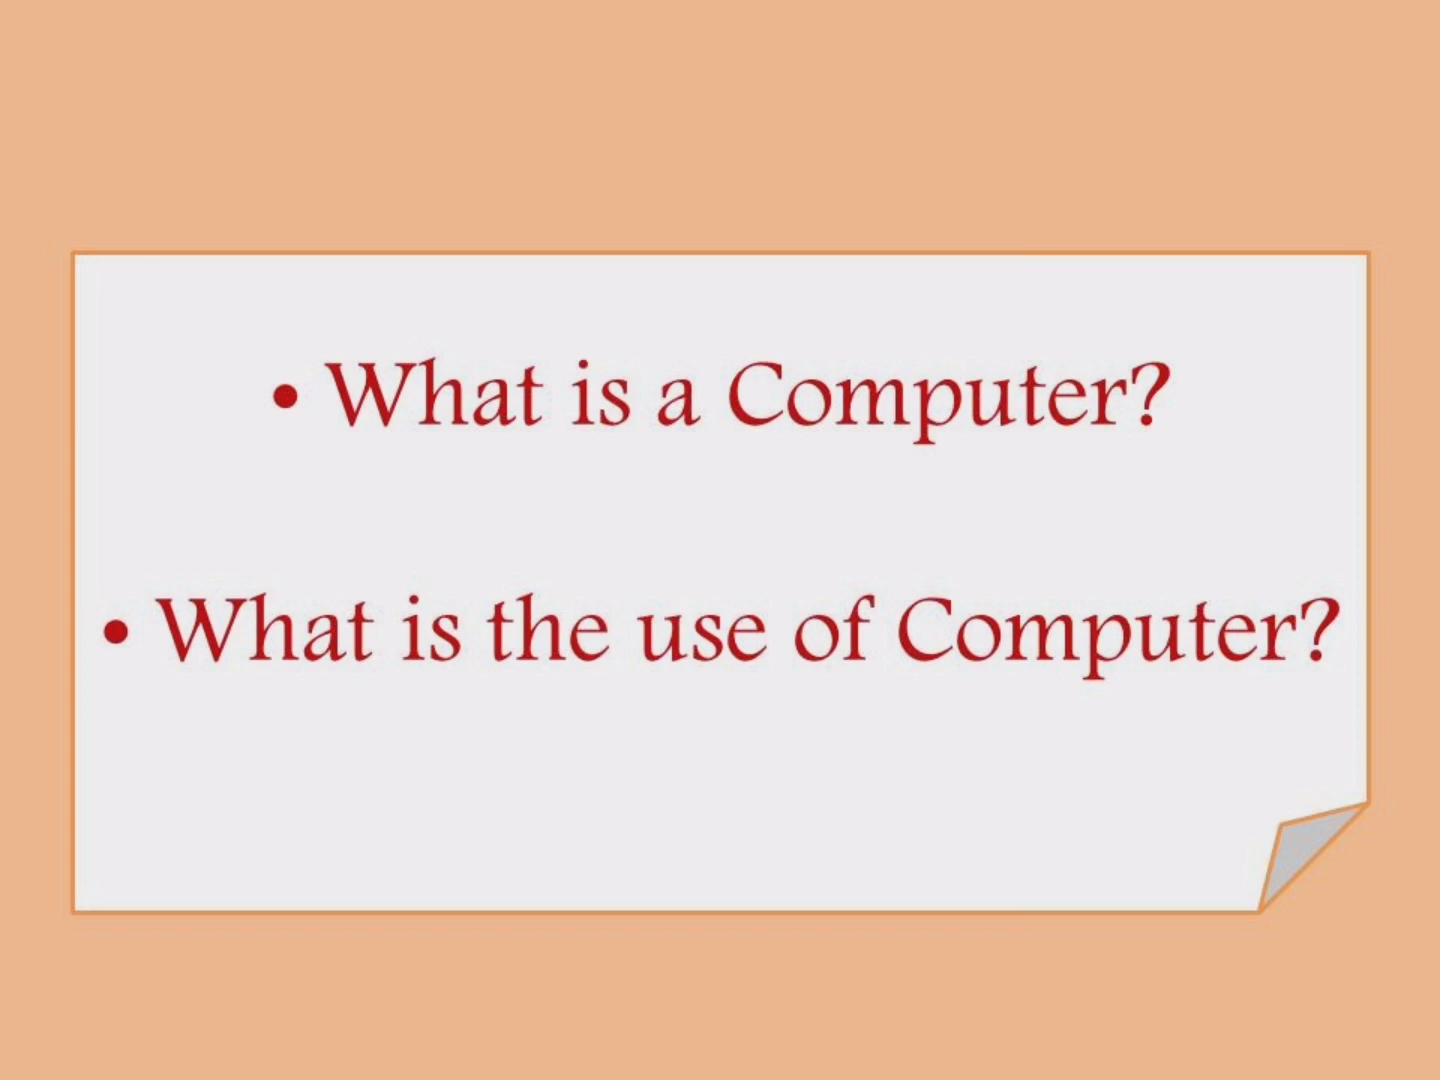 • What is a Computer?
• What is the use of Computer?